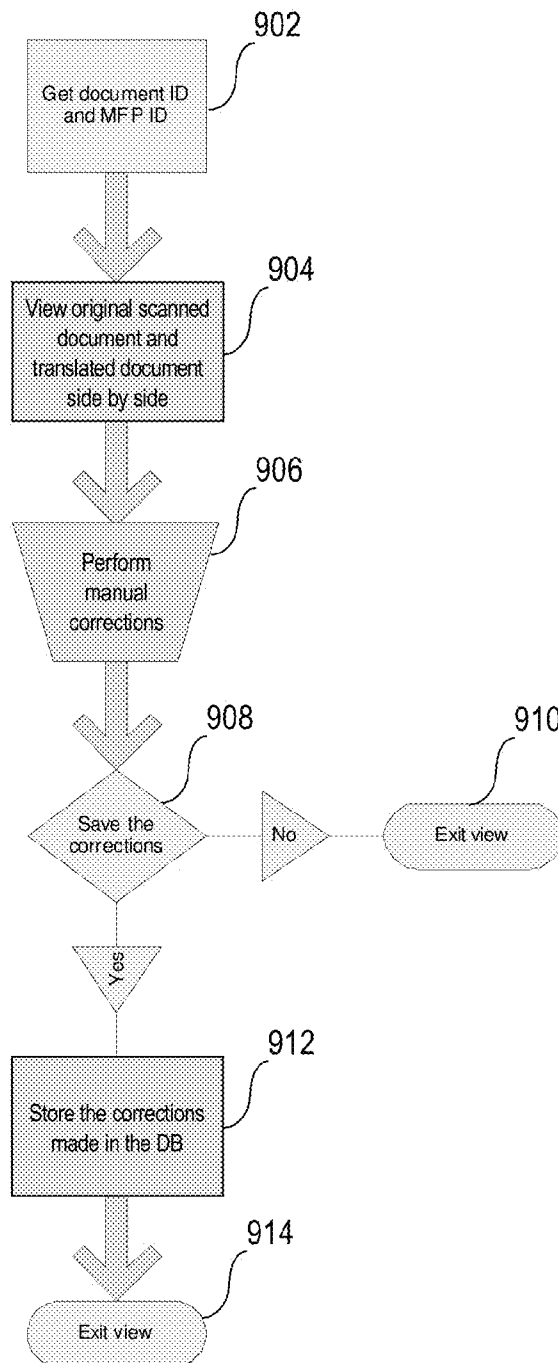 902
Get document ID
and MFP ID
904
View original scanned
document and
translated document
side by side
906
Perform
manual
corrections
908
910
Save the
corrections
No
Exit view
Yes
912
Store the corrections
made in the DB
914
Exit view